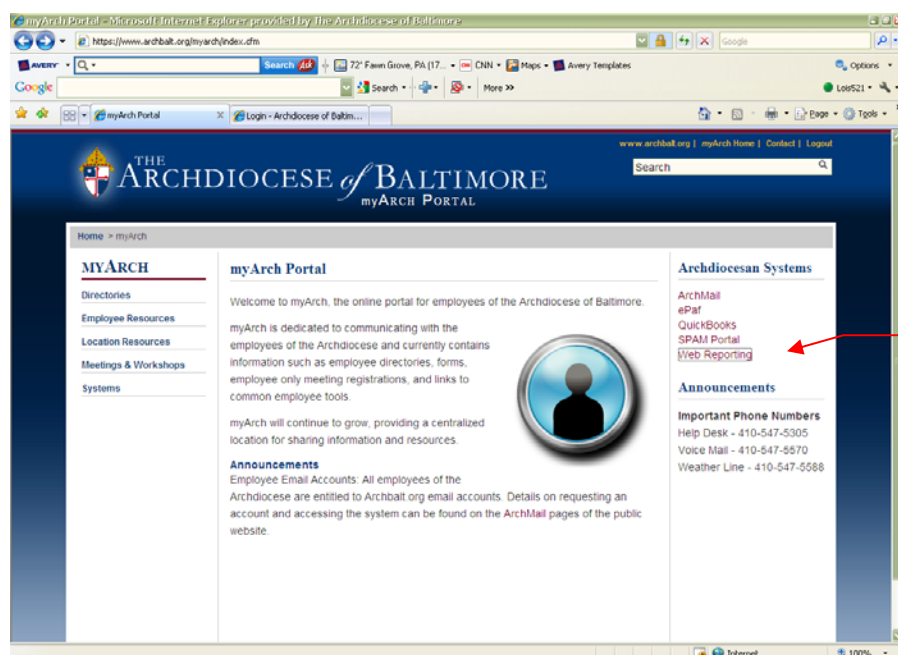 myArch Portal - Microsoft Internet Explorer provided by The Archdiocese of Baltimore
https://www.archbalt.org/myarch/index.cfm
Google
AVERY
Search
72° Fawn Grove, PA (17...
CNN
Maps
Avery Templates
Options
Google
Search
More >>
Lois521
myArch Portal
Login - Archdiocese of Baltim...
Page
Tools
www.archbalt.org | myArch Home | Contact | Logout
Search
THE
ARCHDIOCESE of BALTIMORE
MYARCH PORTAL
Home > myArch
MYARCH
Directories
Employee Resources
Location Resources
Meetings & Workshops
Systems
myArch Portal
Welcome to myArch, the online portal for employees of the Archdiocese of Baltimore.
myArch is dedicated to communicating with the
employees of the Archdiocese and currently contains
information such as employee directories, forms,
employee only meeting registrations, and links to
common employee tools.
myArch will continue to grow, providing a centralized
location for sharing information and resources.
Announcements
Employee Email Accounts: All employees of the
Archdiocese are entitled to Archbalt.org email accounts. Details on requesting an
account and accessing the system can be found on the ArchMail pages of the public
website.
Archdiocesan Systems
ArchMail
ePaf
QuickBooks
SPAM Portal
Web Reporting
Announcements
Important Phone Numbers
Help Desk - 410-547-5305
Voice Mail - 410-547-5570
Weather Line - 410-547-5588
Internet
100%